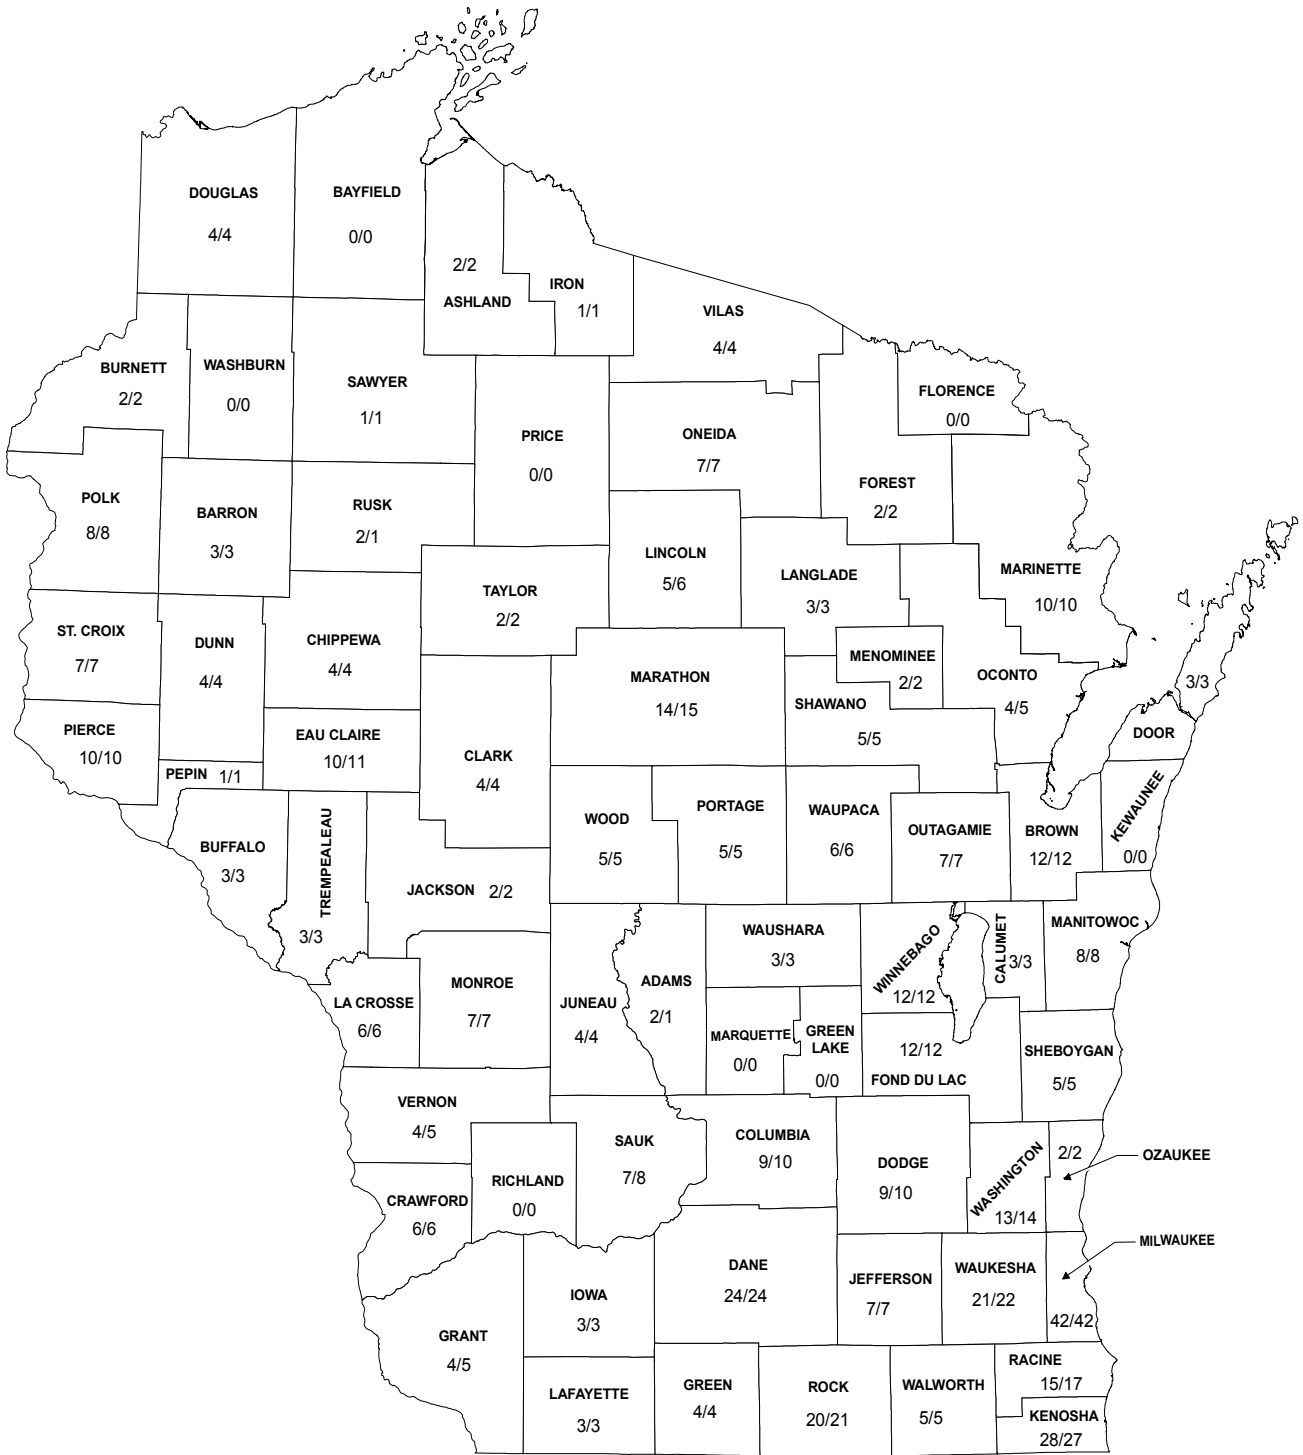 DOUGLAS
4/4
BAYFIELD
0/0
2/2
ASHLAND
IRON
1/1
VILAS
4/4
BURNETT
2/2
WASHBURN
0/0
SAWYER
1/1
PRICE
0/0
ONEIDA
7/7
FLORENCE
0/0
FOREST
2/2
POLK
8/8
BARRON
3/3
RUSK
2/1
LINCOLN
5/6
LANGLADE
3/3
MARINETTE
10/10
TAYLOR
2/2
ST. CROIX
7/7
DUNN
4/4
CHIPPEWA
4/4
MARATHON
14/15
MENOMINEE
2/2
SHAWANO
5/5
OCONTO
4/5
3/3
DOOR
PIERCE
10/10
PEPIN 1/1
EAU CLAIRE
10/11
CLARK
4/4
WOOD
5/5
PORTAGE
5/5
WAUPACA
6/6
OUTAGAMIE
7/7
BROWN
12/12
KEWAUNEE
0/0
BUFFALO
3/3
TREMPEALEAU
3/3
JACKSON 2/2
WAUSHARA
3/3
WINNEBAGO
12/12
CALUMET
3/3
MANITOWOC
8/8
LA CROSSE
6/6
MONROE
7/7
JUNEAU
4/4
ADAMS
2/1
MARQUETTE
0/0
GREEN
LAKE
0/0
12/12
FOND DU LAC
SHEBOYGAN
5/5
VERNON
4/5
SAUK
7/8
COLUMBIA
9/10
DODGE
9/10
WASHINGTON
13/14
2/2
OZAUKEE
CRAWFORD
6/6
RICHLAND
0/0
MILWAUKEE
42/42
DANE
24/24
JEFFERSON
7/7
WAUKESHA
21/22
IOWA
3/3
GRANT
4/5
LAFAYETTE
3/3
GREEN
4/4
ROCK
20/21
WALWORTH
5/5
RACINE
15/17
KENOSHA
28/27